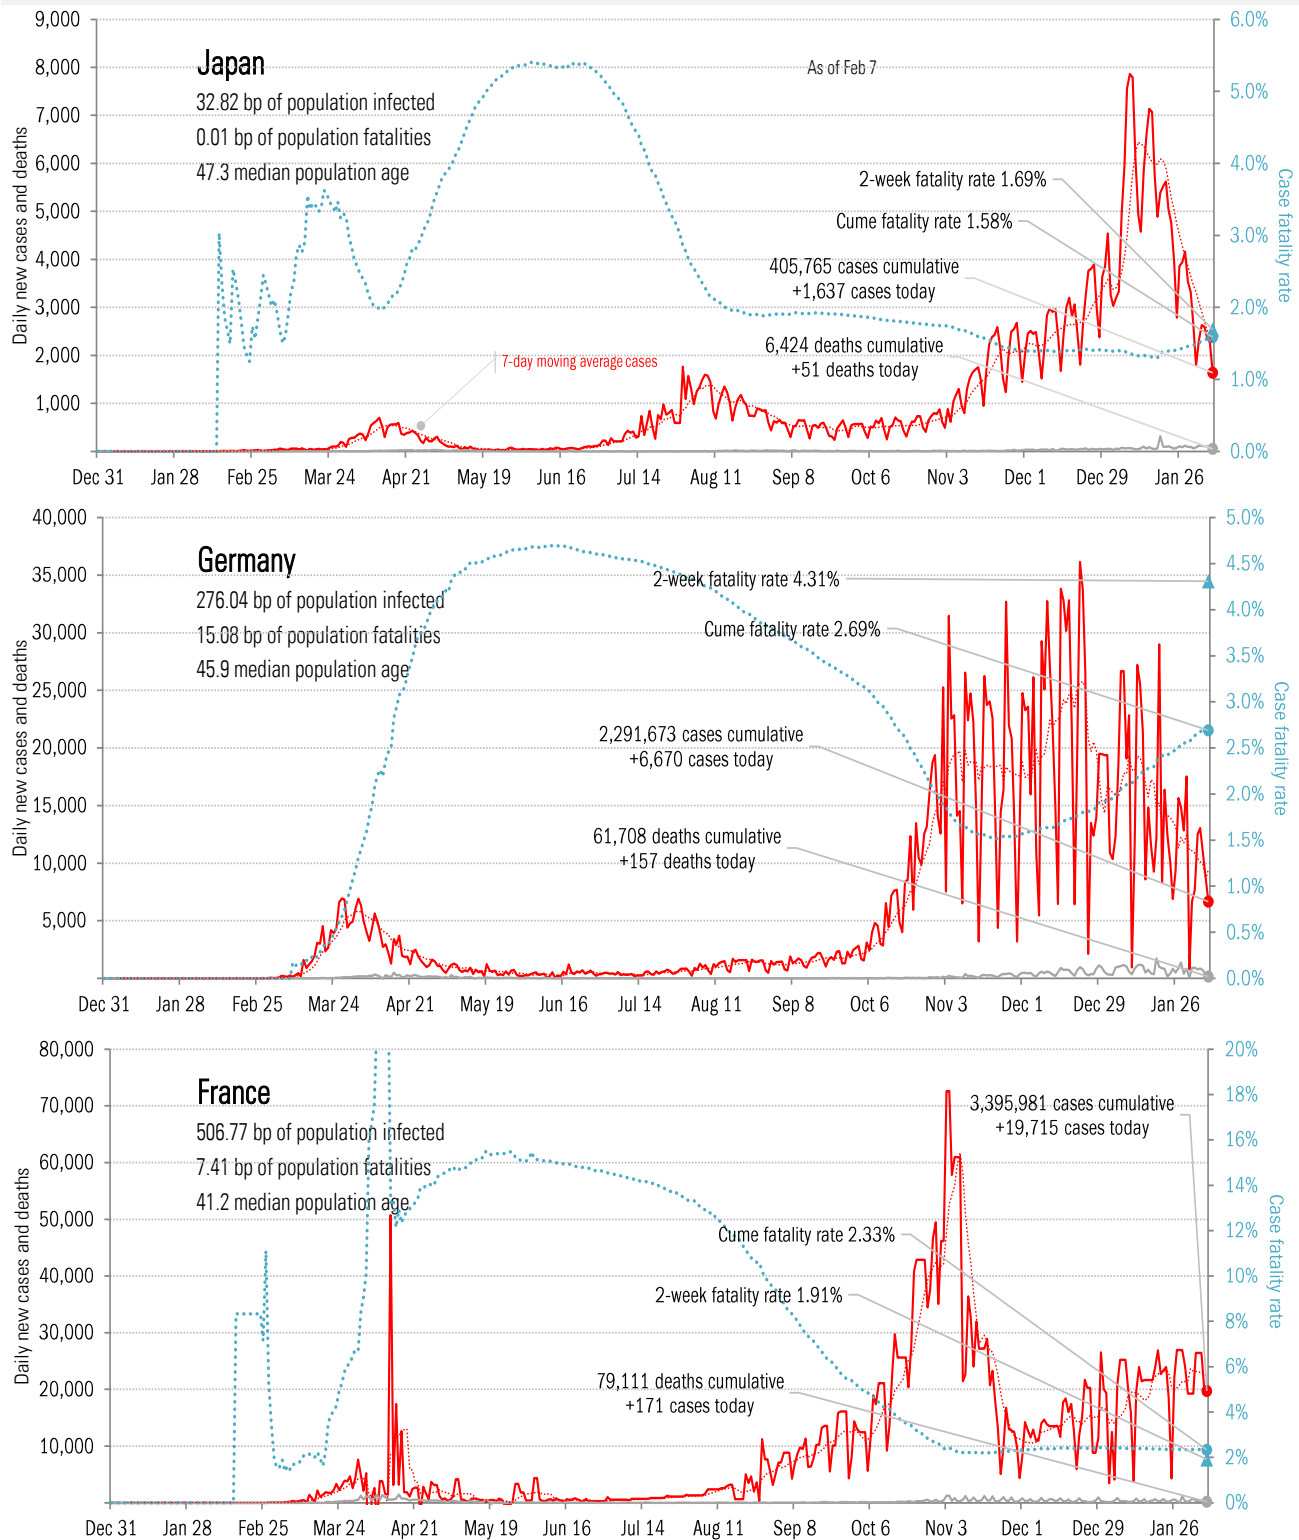 9,000
8,000
7,000
6,000
5,000
4,000
3,000
2,000
1,000
Daily new cases and deaths
Japan
32.82 bp of population infected
0.01 bp of population fatalities
47.3 median population age
As of Feb 7
2-week fatality rate 1.69%
Cume fatality rate 1.58%
405,765 cases cumulative
+1,637 cases today
6,424 deaths cumulative
+51 deaths today
7-day moving average cases
6.0%
5.0%
4.0%
3.0%
2.0%
1.0%
0.0%
Case fatality rate
Dec 31 Jan 28 Feb 25 Mar 24 Apr 21 May 19 Jun 16 Jul 14 Aug 11 Sep 8 Oct 6 Nov 3 Dec 1 Dec 29 Jan 26
40,000
35,000
30,000
25,000
20,000
15,000
10,000
5,000
Daily new cases and deaths
Germany
276.04 bp of population infected
15.08 bp of population fatalities
45.9 median population age
2-week fatality rate 4.31%
Cume fatality rate 2.69%
2,291,673 cases cumulative
+6,670 cases today
61,708 deaths cumulative
+157 deaths today
5.0%
4.5%
4.0%
3.5%
3.0%
2.5%
2.0%
1.5%
1.0%
0.5%
0.0%
Case fatality rate
Dec 31 Jan 28 Feb 25 Mar 24 Apr 21 May 19 Jun 16 Jul 14 Aug 11 Sep 8 Oct 6 Nov 3 Dec 1 Dec 29 Jan 26
80,000
70,000
60,000
50,000
40,000
30,000
20,000
10,000
Daily new cases and deaths
France
506.77 bp of population infected
7.41 bp of population fatalities
41.2 median population age
3,395,981 cases cumulative
+19,715 cases today
Cume fatality rate 2.33%
2-week fatality rate 1.91%
79,111 deaths cumulative
+171 cases today
20%
18%
16%
14%
12%
10%
8%
6%
4%
2%
0%
Case fatality rate
Dec 31 Jan 28 Feb 25 Mar 24 Apr 21 May 19 Jun 16 Jul 14 Aug 11 Sep 8 Oct 6 Nov 3 Dec 1 Dec 29 Jan 26